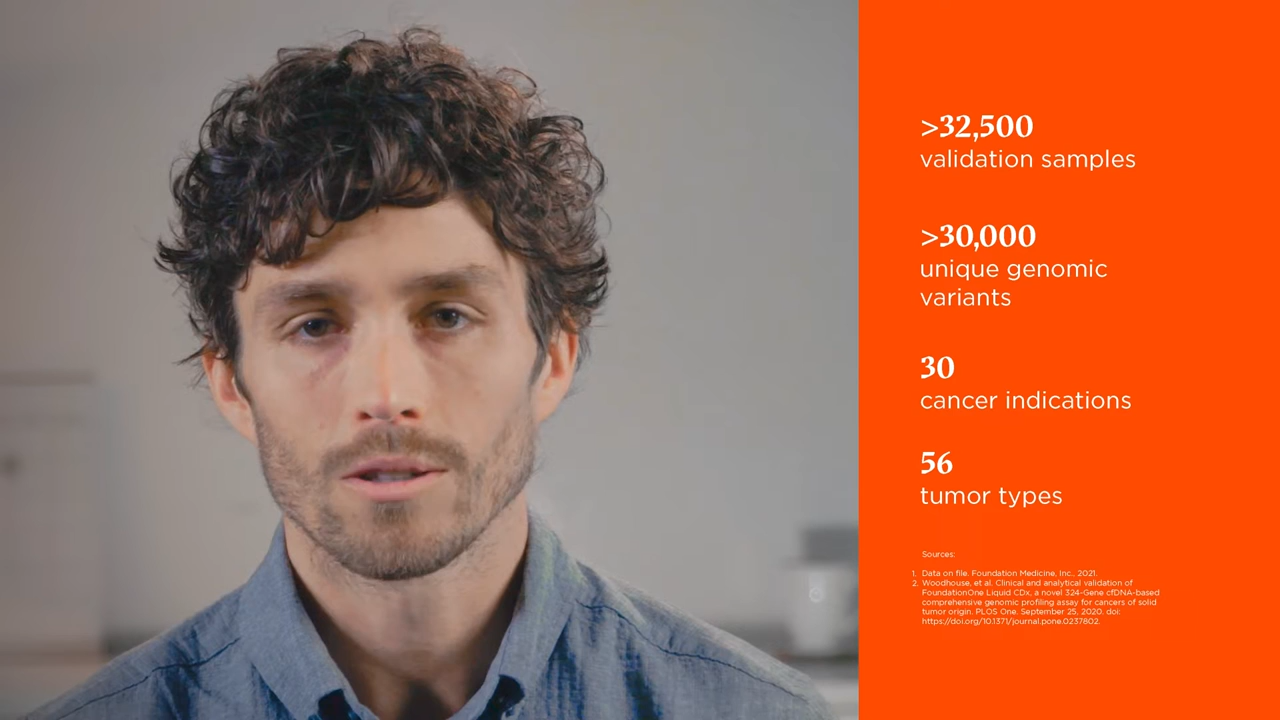 >32,500
validation samples
>30,000
unique genomic
variants
30
cancer indications
56
tumor types
Sources:
1. Data on file. Foundation Medicine, Inc., 2021.
2. Woodhouse, et al. Clinical and analytical validation of
FoundationOne Liquid CDx, a novel 324-Gene cfDNA-based
comprehensive genomic profiling assay for cancers of solid
tumor origin. PLOS One. September 25, 2020. doi:
https://doi.org/10.1371/journal.pone.0237802.